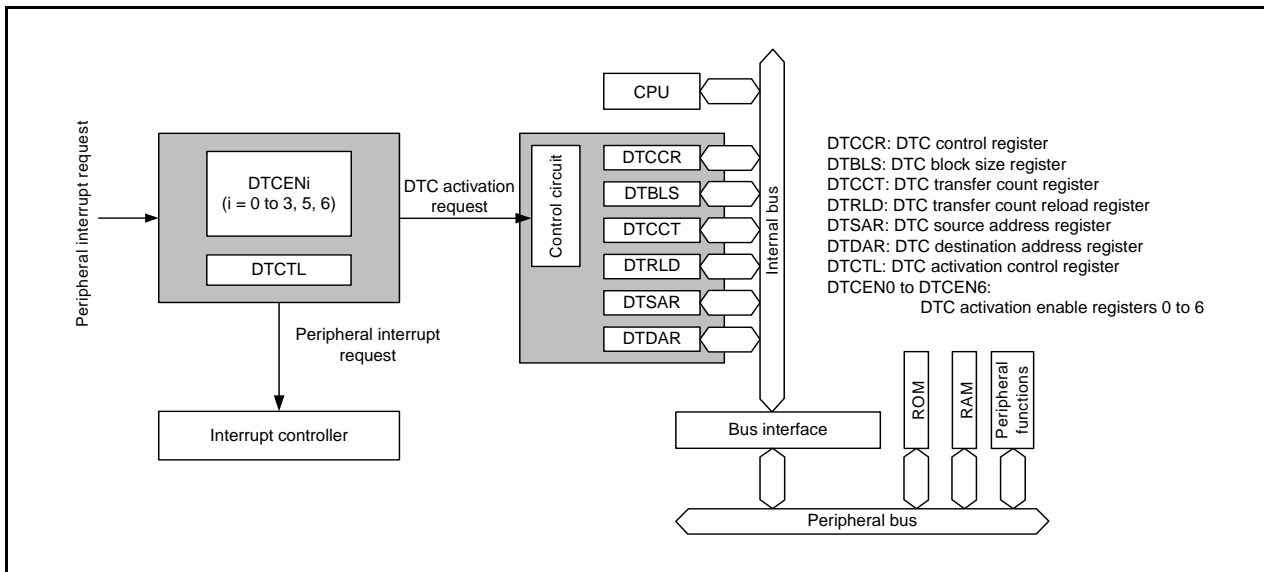 Peripheral interrupt request
DTCENi
(i = 0 to 3, 5, 6)
DTCTL
Peripheral interrupt
request
Interrupt controller
DTC activation
request
Control circuit
CPU
DTCCR
DTBLS
DTCCT
DTRLD
DTSAR
DTDAR
Internal bus
DTCCR: DTC control register
DTBLS: DTC block size register
DTCCT: DTC transfer count register
DTRLD: DTC transfer count reload register
DTSAR: DTC source address register
DTDAR: DTC destination address register
DTCTL: DTC activation control register
DTCEN0 to DTCEN6:
DTC activation enable registers 0 to 6
Bus interface
ROM
RAM
Peripheral
functions
Peripheral bus